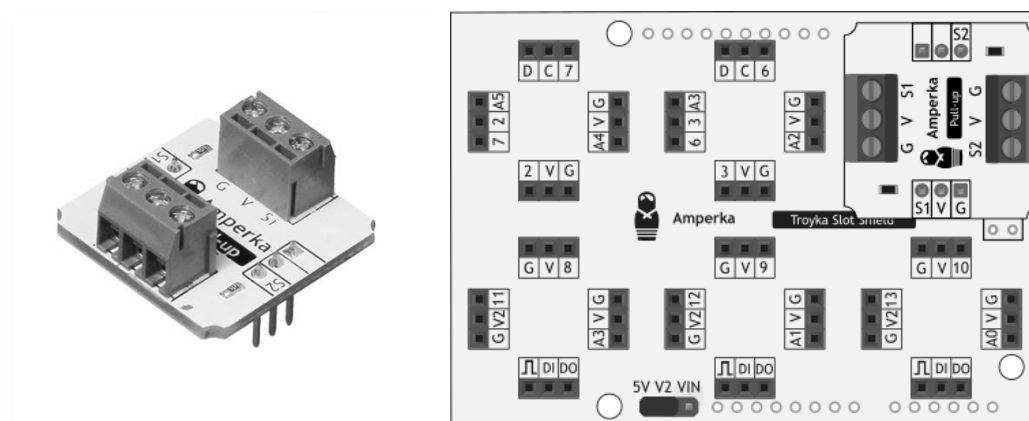 S1
G V S1
Amperka
ll-up
S2
D C 7
D C 6
S2
A5
2
7
G
V
A4
A3
3
6
G
V
A2
S1
V
G
Amperka
Pull-up
G
V
S2
2 V G
3 V G
S1 V G
Amperka
Troyka Slot Shield
G V 8
G V 9
G V 10
G V2 11
A3 V G
G V2 12
A1 V G
G V2 13
A0 V G
DI DO
DI DO
DI DO
5V V2 VIN